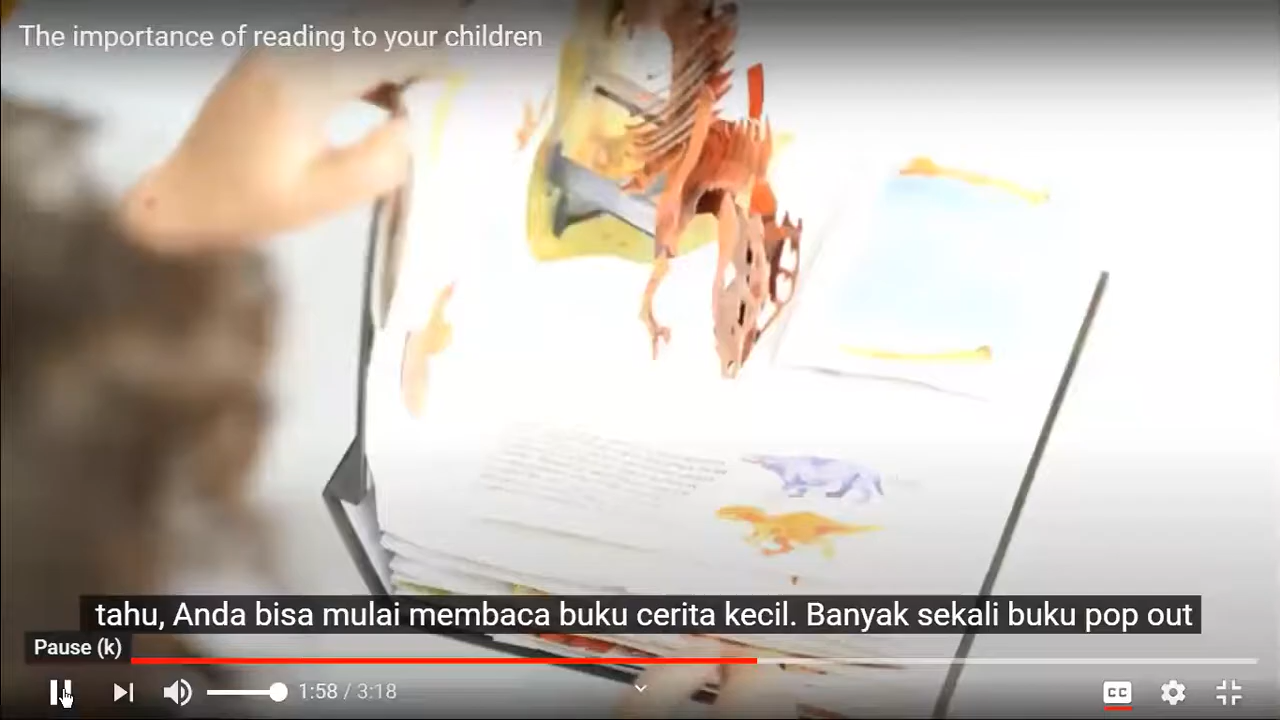 The importance of reading to your children
tahu, Anda bisa mulai membaca buku cerita kecil. Banyak sekali buku pop out
Pause (k)
1:58 / 3:18
CC